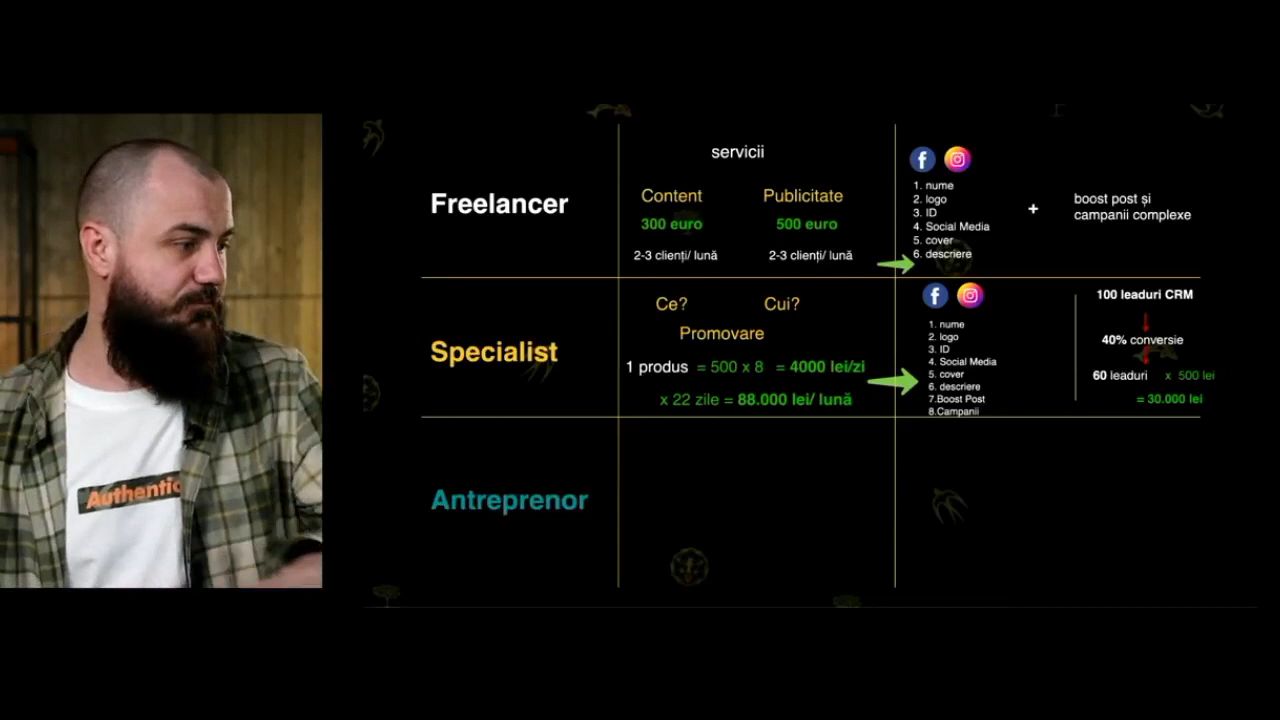 Authentic
servicii
Freelancer
Content Publicitate
300 euro 500 euro
2-3 clienți/ lună 2-3 clienți/ lună
1. nume
2. logo
3. ID
4. Social Media
5. cover
6. descriere
+
boost post și
campanii complexe
Specialist
Ce? Cui?
Promovare
1 produs = 500 x 8 = 4000 lei/zi
x 22 zile = 88.000 lei/ lună
1. nume
2. logo
3. ID
4. Social Media
5. cover
6. descriere
7.Boost Post
8.Campanii
100 leaduri CRM
40% conversie
60 leaduri x 500 lei
= 30.000 lei
Antreprenor